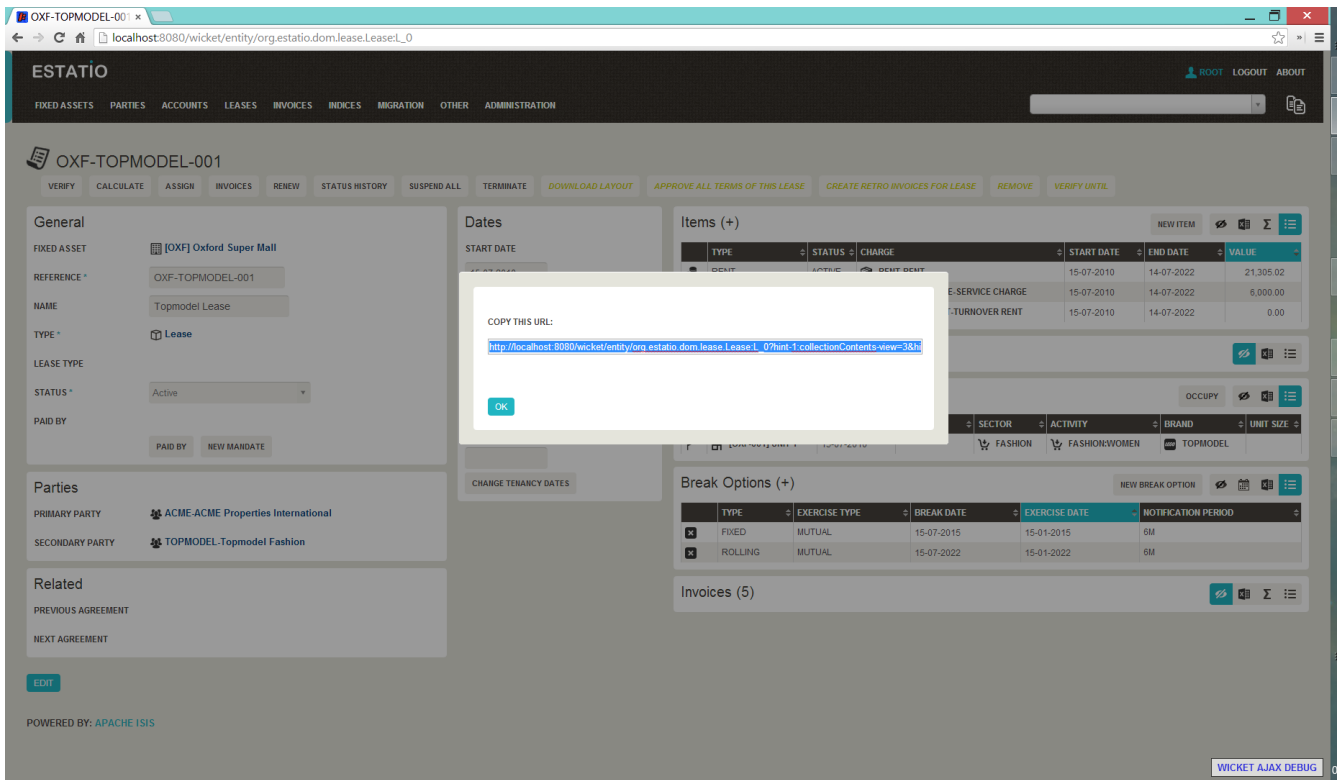 OXF-TOPMODEL-001
localhost:8080/wicket/entity/org.estatio.dom.lease.Lease:L_0
ESTATIO
ROOT LOGOUT ABOUT
FIXED ASSETS PARTIES ACCOUNTS LEASES INVOICES INDICES MIGRATION OTHER ADMINISTRATION
OXF-TOPMODEL-001
VERIFY CALCULATE ASSIGN INVOICES RENEW STATUS HISTORY SUSPEND ALL TERMINATE DOWNLOAD LAYOUT APPROVE ALL TERMS OF THIS LEASE CREATE RETRO INVOICES FOR LEASE REMOVE VERIFY UNTIL
General
FIXED ASSET [OXF] Oxford Super Mall
REFERENCE * OXF-TOPMODEL-001
NAME Topmodel Lease
TYPE * Lease
LEASE TYPE
STATUS * Active
PAID BY
PAID BY NEW MANDATE
Parties
PRIMARY PARTY ACME-ACME Properties International
SECONDARY PARTY TOPMODEL-Topmodel Fashion
Related
PREVIOUS AGREEMENT
NEXT AGREEMENT
EDIT
POWERED BY: APACHE ISIS
Dates
START DATE
15-07-2010
COPY THIS URL:
http://localhost:8080/wicket/entity/org.estatio.dom.lease.Lease:L_0?hint-1:collectionContents-view=3&hi
OK
CHANGE TENANCY DATES
Items (+)
NEW ITEM Σ
TYPE STATUS CHARGE START DATE END DATE VALUE
RENT ACTIVE RENT RENT 15-07-2010 14-07-2022 21,305.02
E-SERVICE CHARGE 15-07-2010 14-07-2022 6,000.00
-TURNOVER RENT 15-07-2010 14-07-2022 0.00
OCCUPY
SECTOR ACTIVITY BRAND UNIT SIZE
[OXF-001] UNIT 1 15-07-2010 FASHION FASHION:WOMEN TOPMODEL
Break Options (+)
NEW BREAK OPTION
TYPE EXERCISE TYPE BREAK DATE EXERCISE DATE NOTIFICATION PERIOD
FIXED MUTUAL 15-07-2015 15-01-2015 6M
ROLLING MUTUAL 15-07-2022 15-01-2022 6M
Invoices (5)
Σ
WICKET AJAX DEBUG